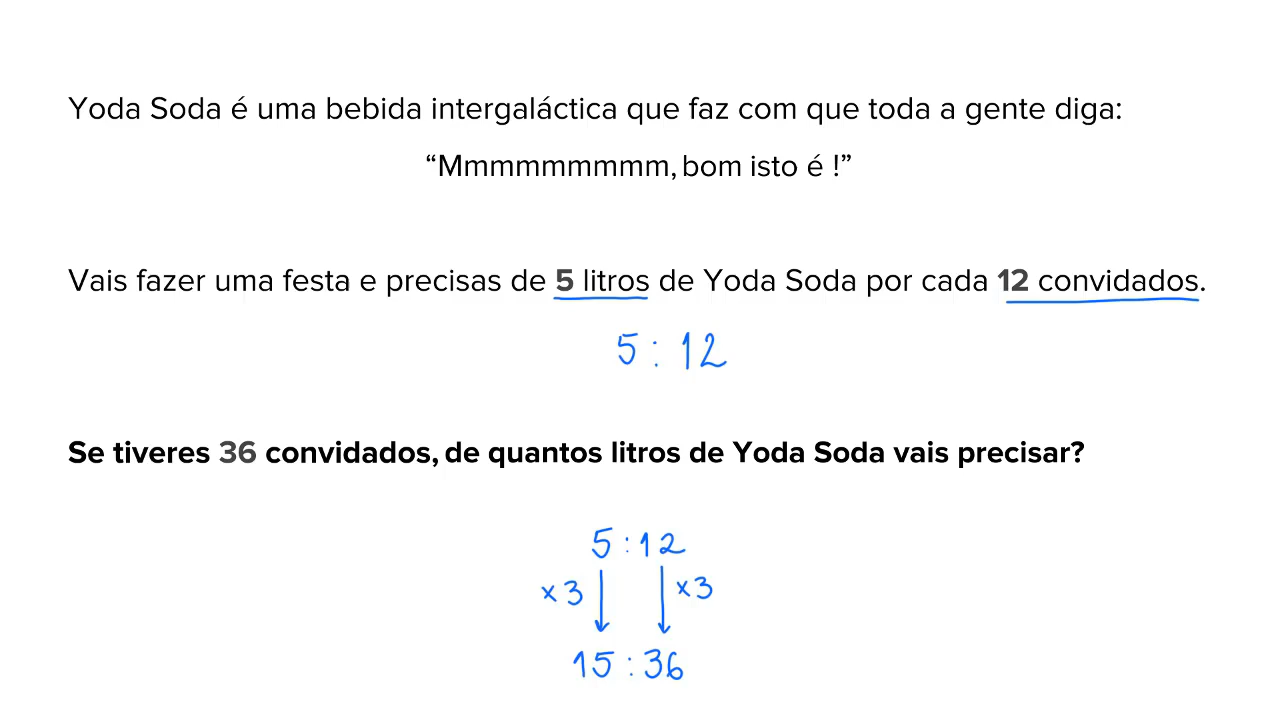 Yoda Soda é uma bebida intergaláctica que faz com que toda a gente diga:
“Mmmmmmmmm, bom isto é !”
Vais fazer uma festa e precisas de 5 litros de Yoda Soda por cada 12 convidados.
5 : 12
Se tiveres 36 convidados, de quantos litros de Yoda Soda vais precisar?
5 : 12
×3 ×3
15 : 36